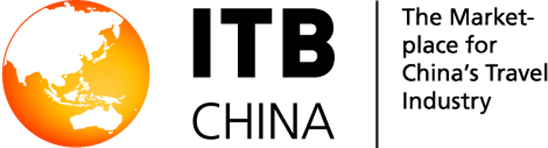 ITB
CHINA
The Market-
place for
China's Travel
Industry